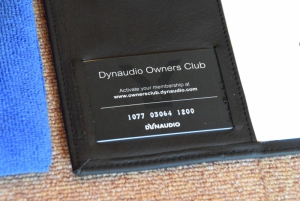 Dynaudio Owners Club
Activate your membership at
www.ownersclub.dynaudio.com
1077 03064 1200
DYNAUDIO